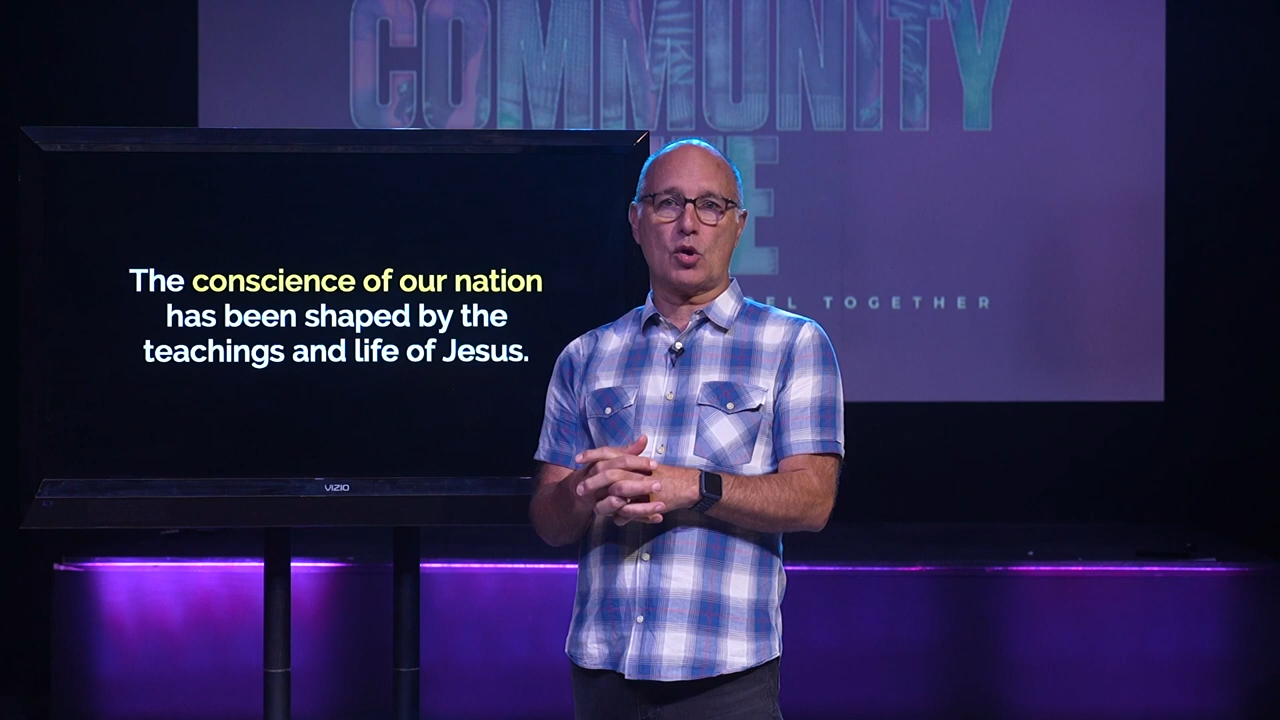 COMMUNITY
The conscience of our nation
has been shaped by the
teachings and life of Jesus.
TOGETHER
VIZIO